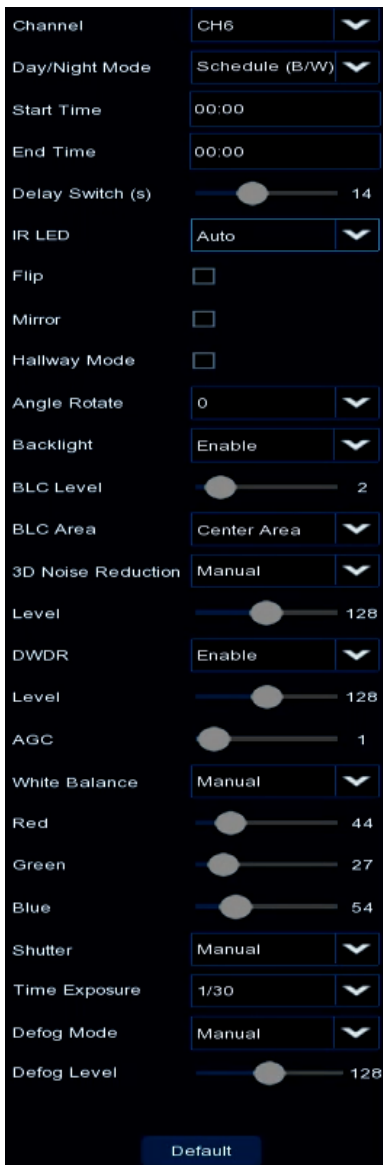 Channel CH6
Day/Night Mode Schedule (B/W)
Start Time 00:00
End Time 00:00
Delay Switch (s) 14
IR LED Auto
Flip
Mirror
Hallway Mode
Angle Rotate 0
Backlight Enable
BLC Level 2
BLC Area Center Area
3D Noise Reduction Manual
Level 128
DWDR Enable
Level 128
AGC 1
White Balance Manual
Red 44
Green 27
Blue 54
Shutter Manual
Time Exposure 1/30
Defog Mode Manual
Defog Level 128
Default